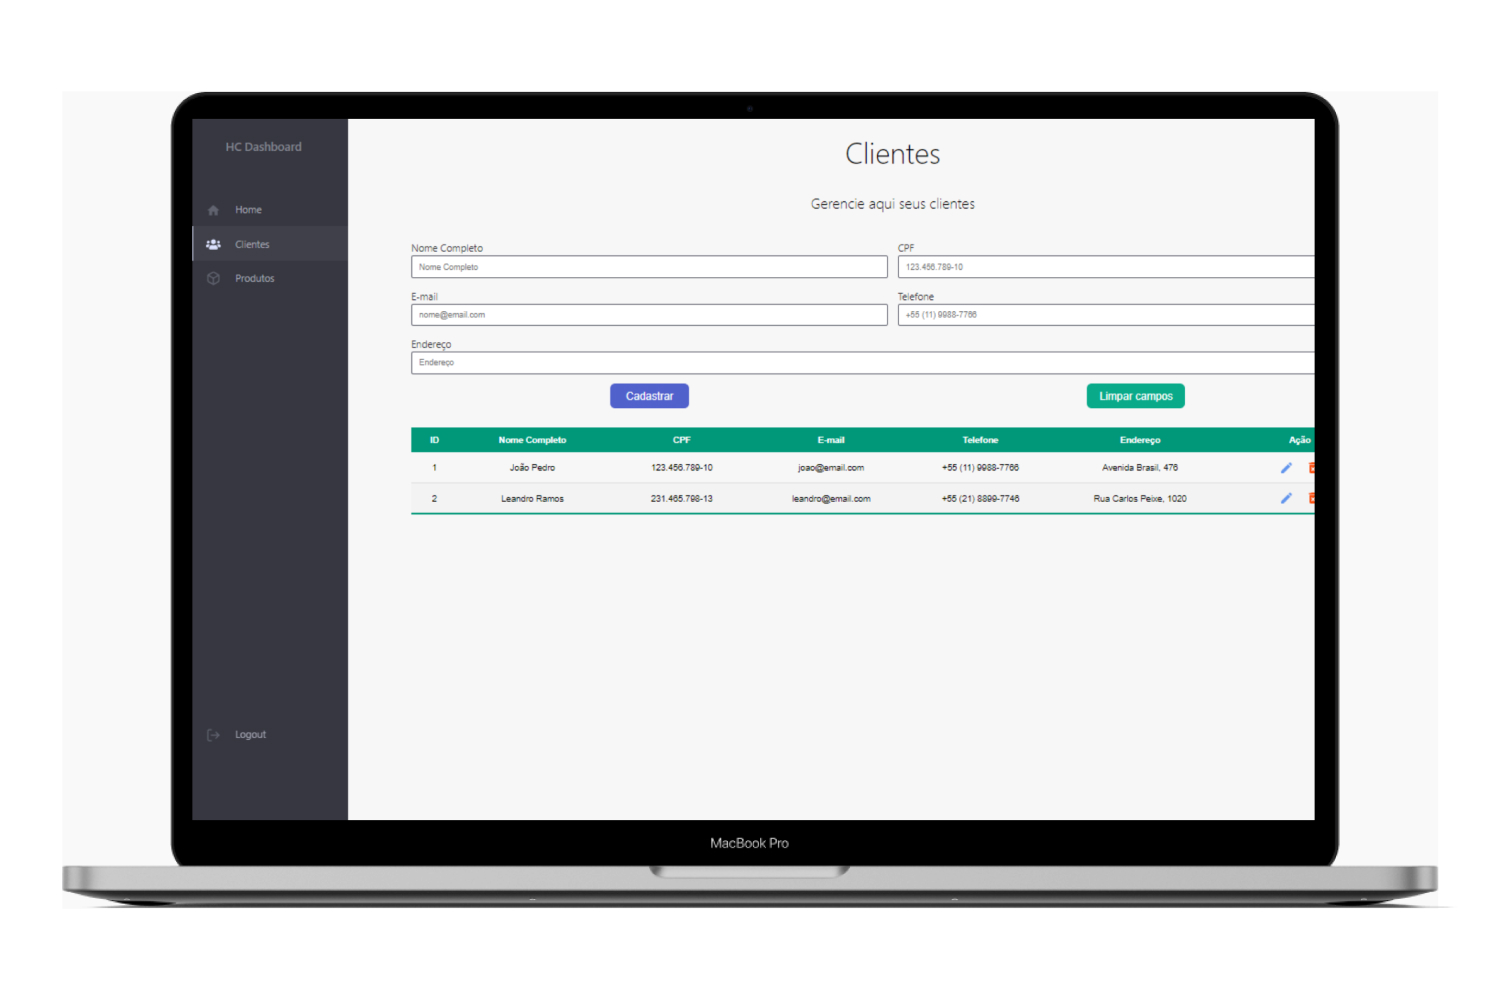 HC Dashboard
Home
Clientes
Produtos
Logout
Clientes
Gerencie aqui seus clientes
Nome Completo CPF
Nome Completo 123.456.789-10
E-mail Telefone
nome@email.com +55 (11) 9988-7766
Endereço
Endereço
Cadastrar Limpar campos
ID Nome Completo CPF E-mail Telefone Endereço Ação
1 João Pedro 123.456.789-10 joao@email.com +55 (11) 9988-7766 Avenida Brasil, 476
2 Leandro Ramos 231.465.798-13 leandro@email.com +55 (21) 8899-7746 Rua Carlos Peixe, 1020
MacBook Pro